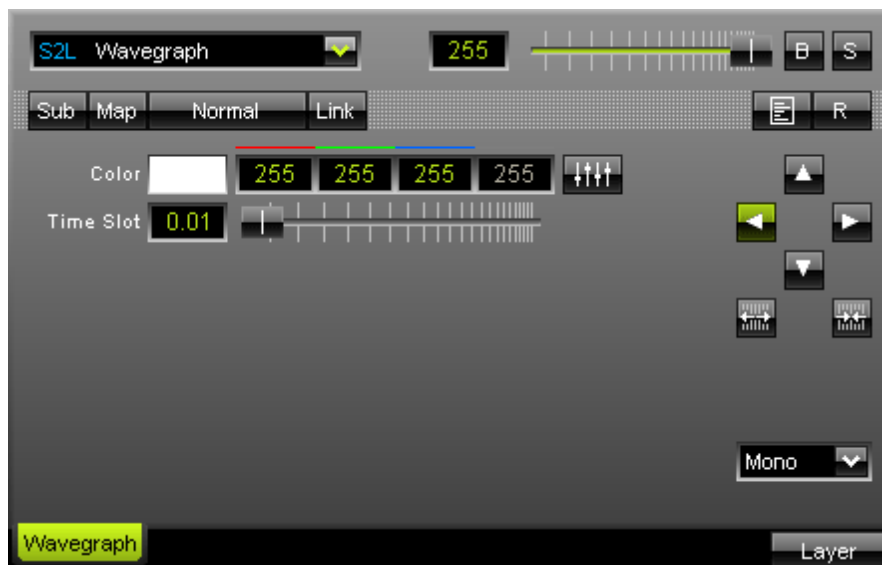 S2L Wavegraph 255 B S
Sub Map Normal Link R
Color 255 255 255 255
Time Slot 0.01
Mono
Wavegraph Layer